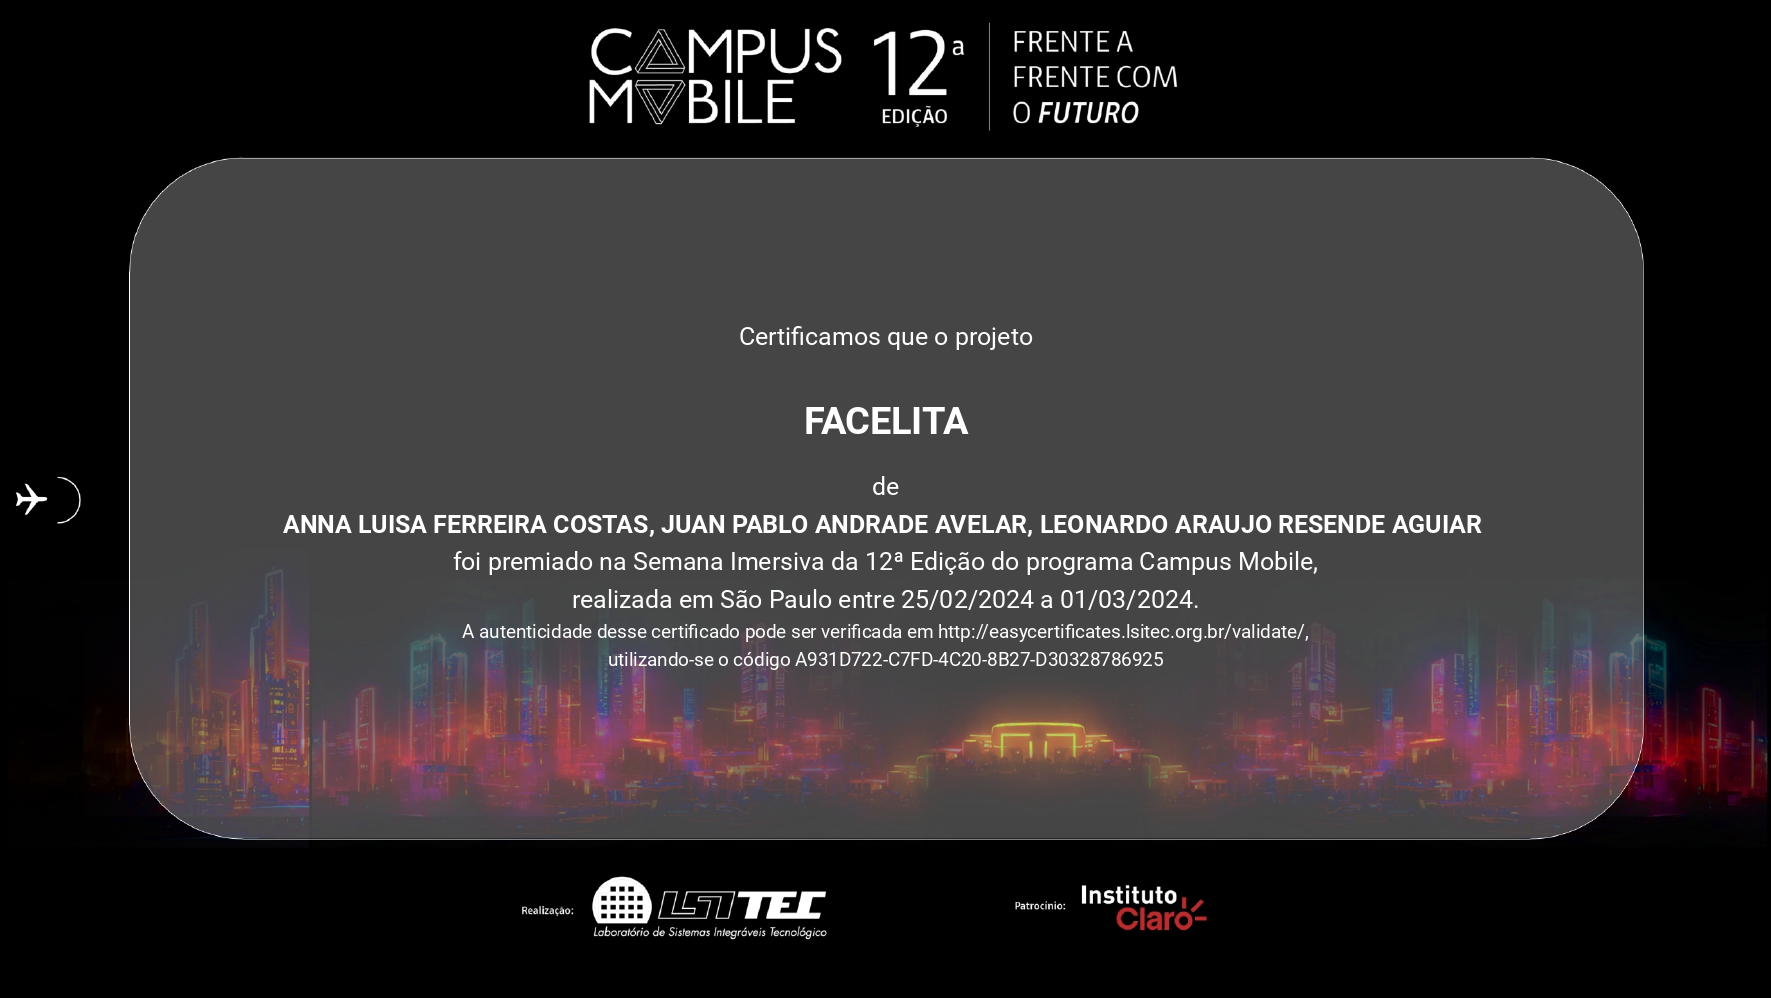 CAMPUS
MOBILE
12ª
EDIÇÃO
FRENTE A
FRENTE COM
O FUTURO
Certificamos que o projeto
FACELITA
de
ANNA LUISA FERREIRA COSTAS, JUAN PABLO ANDRADE AVELAR, LEONARDO ARAUJO RESENDE AGUIAR
foi premiado na Semana Imersiva da 12ª Edição do programa Campus Mobile,
realizada em São Paulo entre 25/02/2024 a 01/03/2024.
A autenticidade desse certificado pode ser verificada em http://easycertificates.lsitec.org.br/validate/,
utilizando-se o código A931D722-C7FD-4C20-8B27-D30328786925
Realização:
LSITEC
Laboratório de Sistemas Integráveis Tecnológico
Patrocínio:
Instituto
Claro